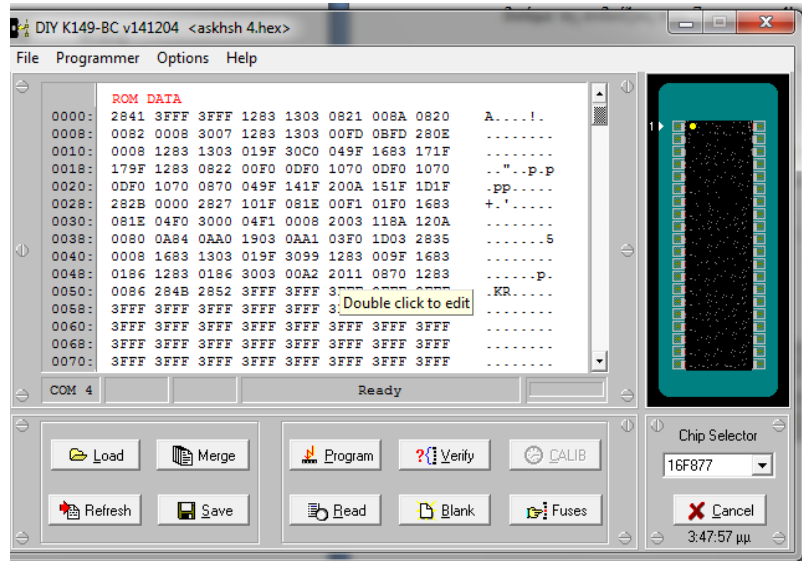 DIY K149-BC v141204 <askhsh 4.hex>
File Programmer Options Help
ROM DATA
0000: 2841 3FFF 3FFF 1283 1303 0821 008A 0820 A....!.
0008: 0082 0008 3007 1283 1303 00FD 0BFD 280E ........
0010: 0008 1283 1303 019F 30C0 049F 1683 171F ........
0018: 179F 1283 0822 00F0 0DF0 1070 0DF0 1070 .."..p.p
0020: 0DF0 1070 0870 049F 141F 200A 151F 1D1F .pp.....
0028: 282B 0000 2827 101F 081E 00F1 01F0 1683 +.'.....
0030: 081E 04F0 3000 04F1 0008 2003 118A 120A ........
0038: 0080 0A84 0AA0 1903 0AA1 03F0 1D03 2835 .......5
0040: 0008 1683 1303 019F 3099 1283 009F 1683 ........
0048: 0186 1283 0186 3003 00A2 2011 0870 1283 ......p.
0050: 0086 284B 2852 3FFF 3FFF .KR.....
0058: 3FFF 3FFF 3FFF 3FFF 3FFF ........
0060: 3FFF 3FFF 3FFF 3FFF 3FFF 3FFF 3FFF 3FFF ........
0068: 3FFF 3FFF 3FFF 3FFF 3FFF 3FFF 3FFF 3FFF ........
0070: 3FFF 3FFF 3FFF 3FFF 3FFF 3FFF 3FFF 3FFF ........
Double click to edit
COM 4 Ready
1
Load Merge Program ?{ Verify CALIB
Refresh Save Read Blank Fuses
Chip Selector
16F877
Cancel
3:47:57 μμ